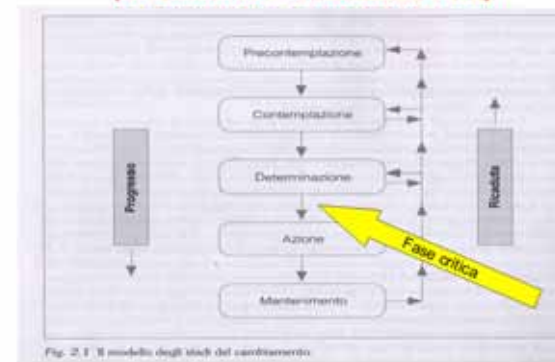 Precontemplazione
Contemplazione
Determinazione
Progresso
Ricaduta
Azione
Fase critica
Mantenimento
Fig. 2.1 Il modello degli stadi del cambiamento.